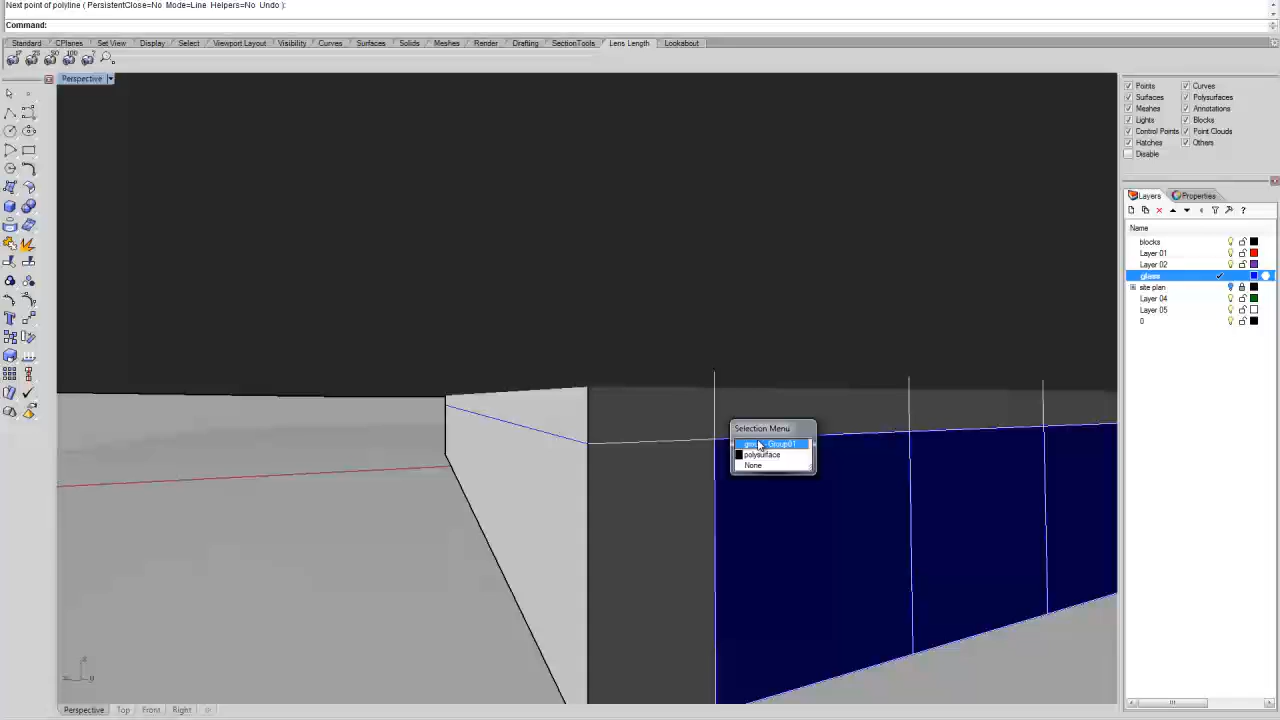 Next point of polyline ( PersistentClose=No Mode=Line Helpers=No Undo ):
Command:
Standard CPlanes Set View Display Select Viewport Layout Visibility Curves Surfaces Solids Meshes Render Drafting SectionTools Lens Length Lookabout
Perspective
Points Curves
Surfaces Polysurfaces
Meshes Annotations
Lights Blocks
Control Points Point Clouds
Hatches Others
Disable
Layers Properties
Name
blocks
Layer 01
Layer 02
glass
site plan
Layer 04
Layer 05
0
Selection Menu
Group01
polysurface
None
Perspective Top Front Right